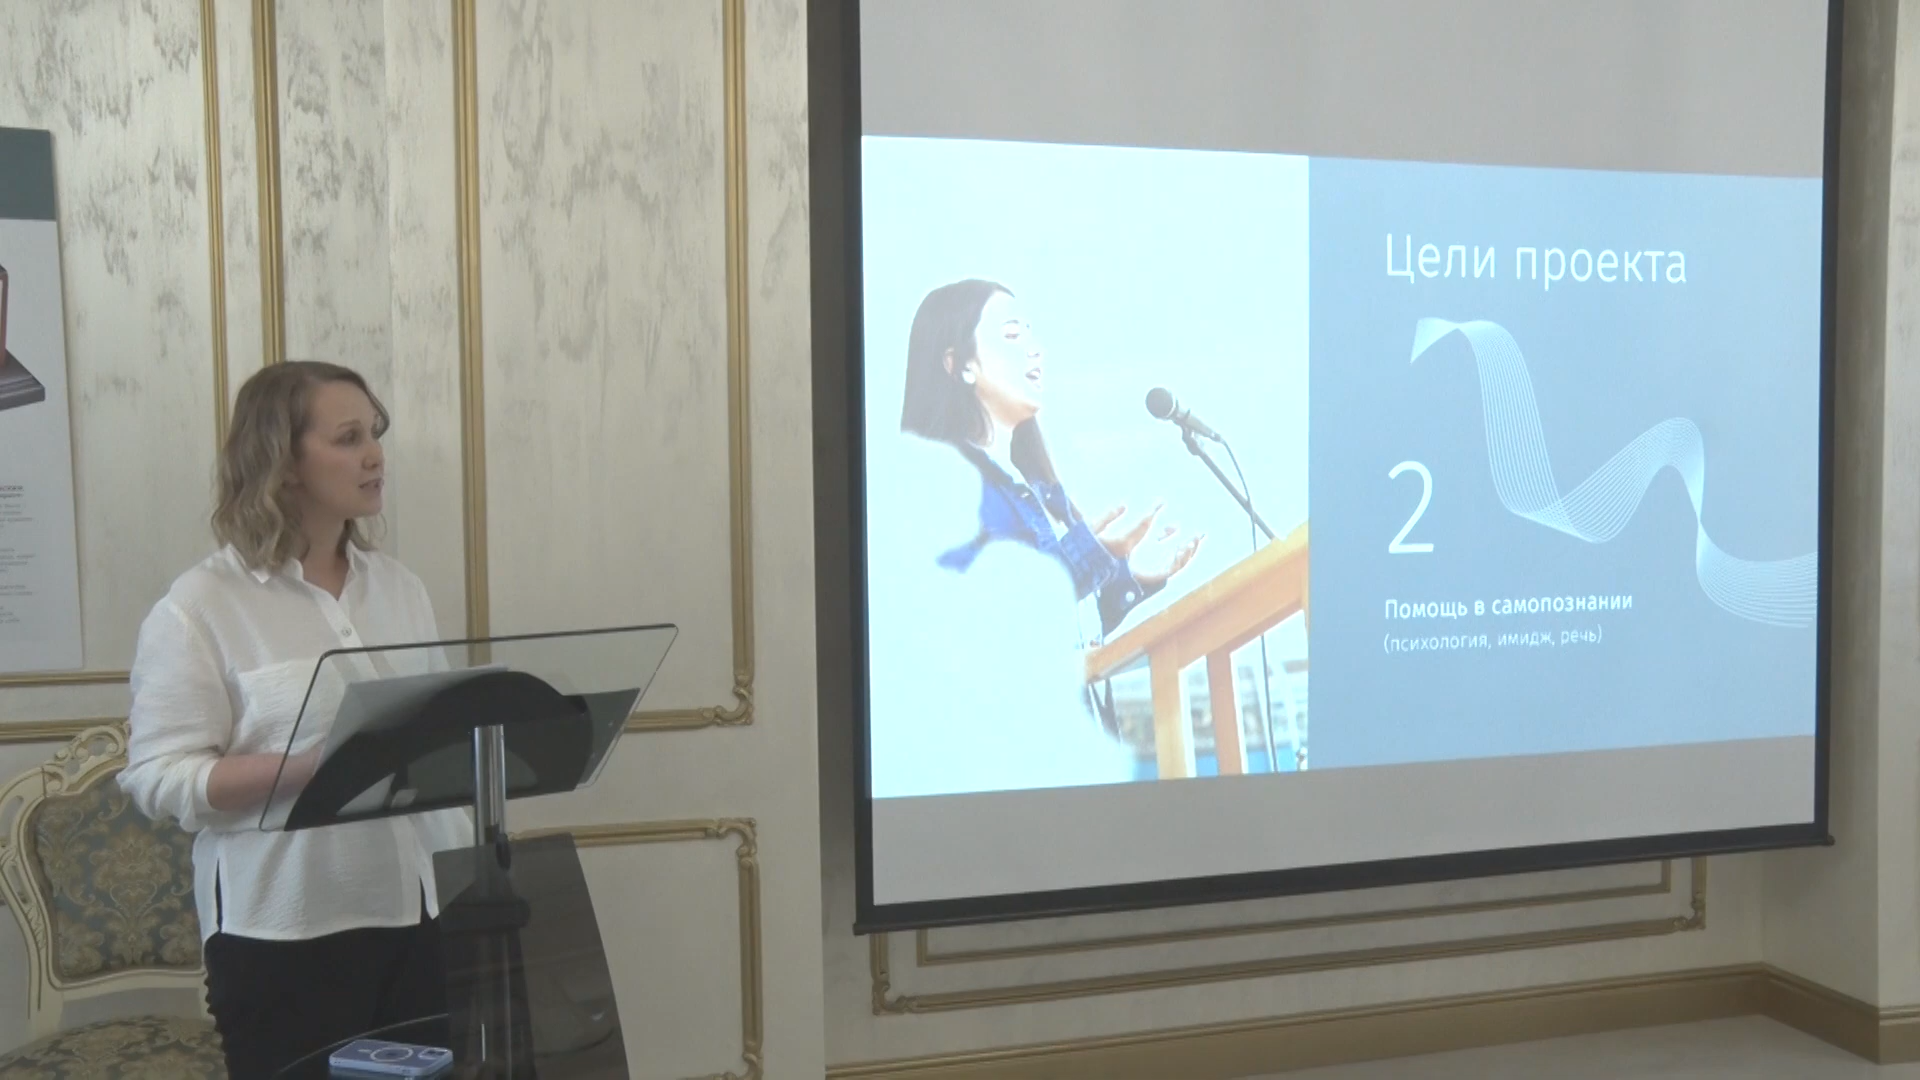 Цели проекта
2
Помощь в самопознании
(психология, имидж, речь)